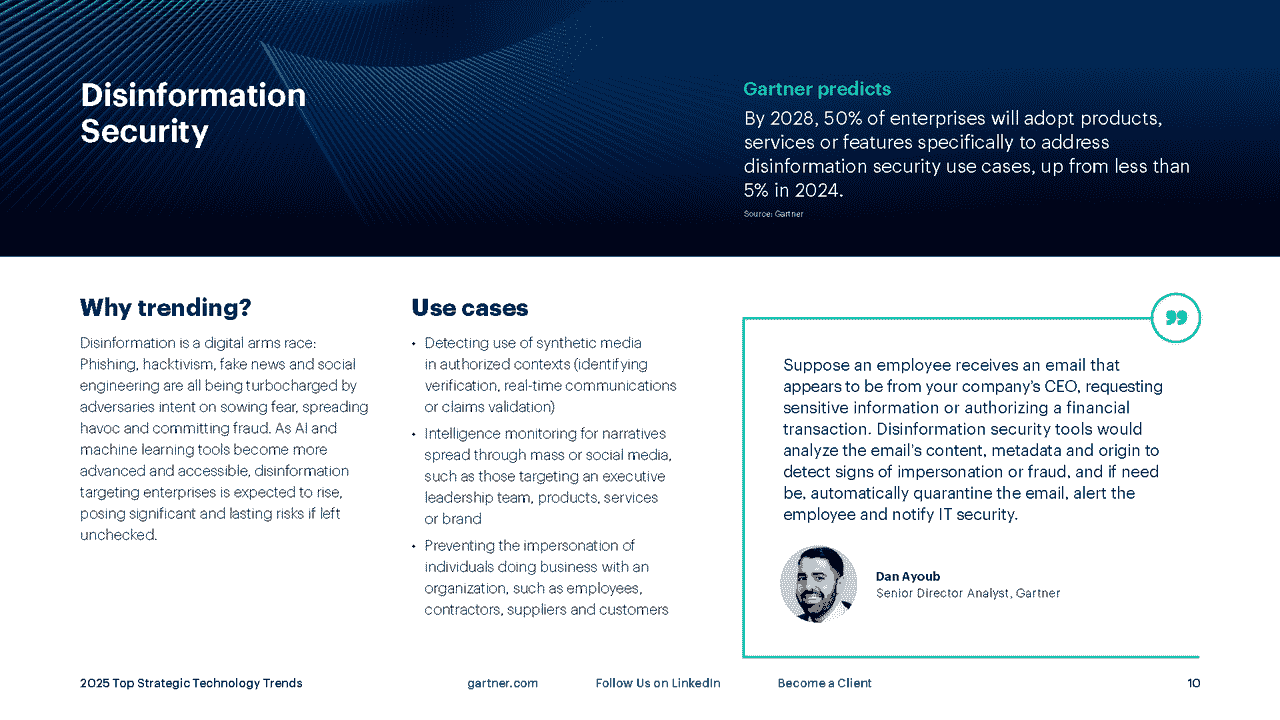 Disinformation
Security
Gartner predicts
By 2028, 50% of enterprises will adopt products,
services or features specifically to address
disinformation security use cases, up from less than
5% in 2024.
Source: Gartner
Why trending?
Disinformation is a digital arms race:
Phishing, hacktivism, fake news and social
engineering are all being turbocharged by
adversaries intent on sowing fear, spreading
havoc and committing fraud. As AI and
machine learning tools become more
advanced and accessible, disinformation
targeting enterprises is expected to rise,
posing significant and lasting risks if left
unchecked.
Use cases
• Detecting use of synthetic media
in authorized contexts (identifying
verification, real-time communications
or claims validation)
• Intelligence monitoring for narratives
spread through mass or social media,
such as those targeting an executive
leadership team, products, services
or brand
• Preventing the impersonation of
individuals doing business with an
organization, such as employees,
contractors, suppliers and customers
”
Suppose an employee receives an email that
appears to be from your company’s CEO, requesting
sensitive information or authorizing a financial
transaction. Disinformation security tools would
analyze the email’s content, metadata and origin to
detect signs of impersonation or fraud, and if need
be, automatically quarantine the email, alert the
employee and notify IT security.
Dan Ayoub
Senior Director Analyst, Gartner
2025 Top Strategic Technology Trends
gartner.com
Follow Us on LinkedIn
Become a Client
10